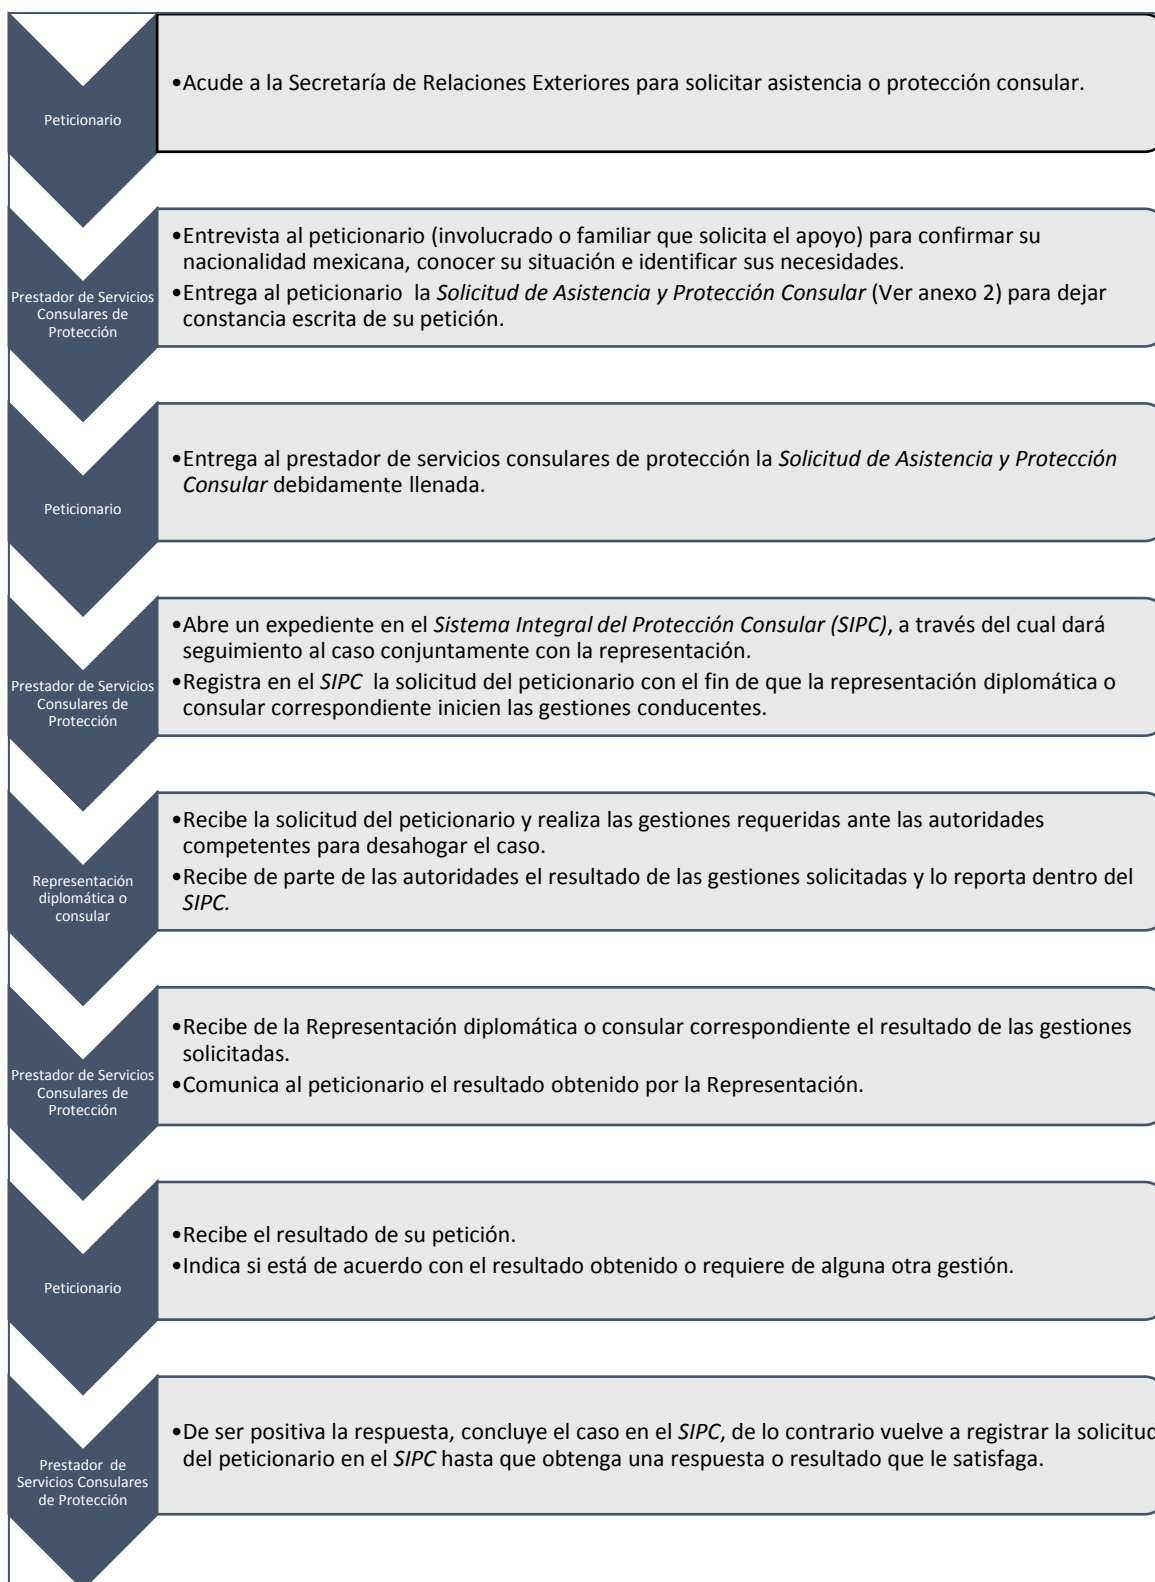 Peticionario
•Acude a la Secretaría de Relaciones Exteriores para solicitar asistencia o protección consular.
Prestador de Servicios
Consulares de
Protección
•Entrevista al peticionario (involucrado o familiar que solicita el apoyo) para confirmar su
nacionalidad mexicana, conocer su situación e identificar sus necesidades.
•Entrega al peticionario la Solicitud de Asistencia y Protección Consular (Ver anexo 2) para dejar
constancia escrita de su petición.
Peticionario
•Entrega al prestador de servicios consulares de protección la Solicitud de Asistencia y Protección
Consular debidamente llenada.
Prestador de Servicios
Consulares de
Protección
•Abre un expediente en el Sistema Integral del Protección Consular (SIPC), a través del cual dará
seguimiento al caso conjuntamente con la representación.
•Registra en el SIPC la solicitud del peticionario con el fin de que la representación diplomática o
consular correspondiente inicien las gestiones conducentes.
Representación
diplomática o
consular
•Recibe la solicitud del peticionario y realiza las gestiones requeridas ante las autoridades
competentes para desahogar el caso.
•Recibe de parte de las autoridades el resultado de las gestiones solicitadas y lo reporta dentro del
SIPC.
Prestador de Servicios
Consulares de
Protección
•Recibe de la Representación diplomática o consular correspondiente el resultado de las gestiones
solicitadas.
•Comunica al peticionario el resultado obtenido por la Representación.
Peticionario
•Recibe el resultado de su petición.
•Indica si está de acuerdo con el resultado obtenido o requiere de alguna otra gestión.
Prestador de
Servicios Consulares
de Protección
•De ser positiva la respuesta, concluye el caso en el SIPC, de lo contrario vuelve a registrar la solicitud
del peticionario en el SIPC hasta que obtenga una respuesta o resultado que le satisfaga.